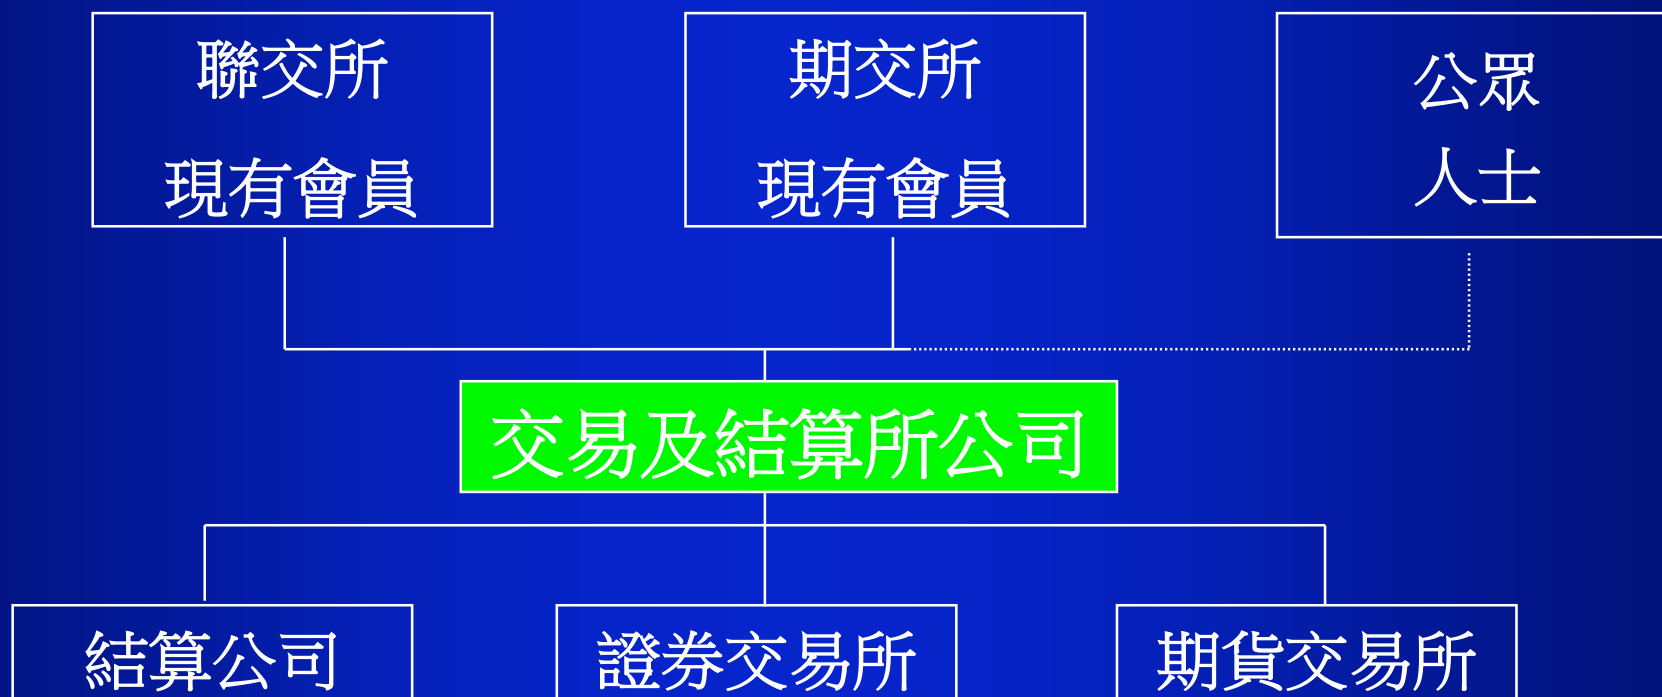 聯交所
現有會員
期交所
現有會員
公眾
人士
交易及結算所公司
結算公司
證券交易所
期貨交易所